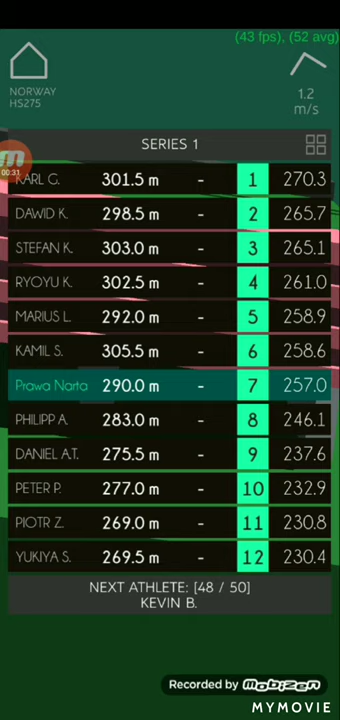 (43 fps), (52 avg)
NORWAY
HS275
1.2
m/s
00:31
SERIES 1
KARL G. 301.5 m - 1 270.3
DAWID K. 298.5 m - 2 265.7
STEFAN K. 303.0 m - 3 265.1
RYOYU K. 302.5 m - 4 261.0
MARIUS L. 292.0 m - 5 258.9
KAMIL S. 305.5 m - 6 258.6
Prawa Narta 290.0 m - 7 257.0
PHILIPP A. 283.0 m - 8 246.1
DANIEL A.T. 275.5 m - 9 237.6
PETER P. 277.0 m - 10 232.9
PIOTR Z. 269.0 m - 11 230.8
YUKIYA S. 269.5 m - 12 230.4
NEXT ATHLETE: [48 / 50]
KEVIN B.
Recorded by mobizen
MYMOVIE